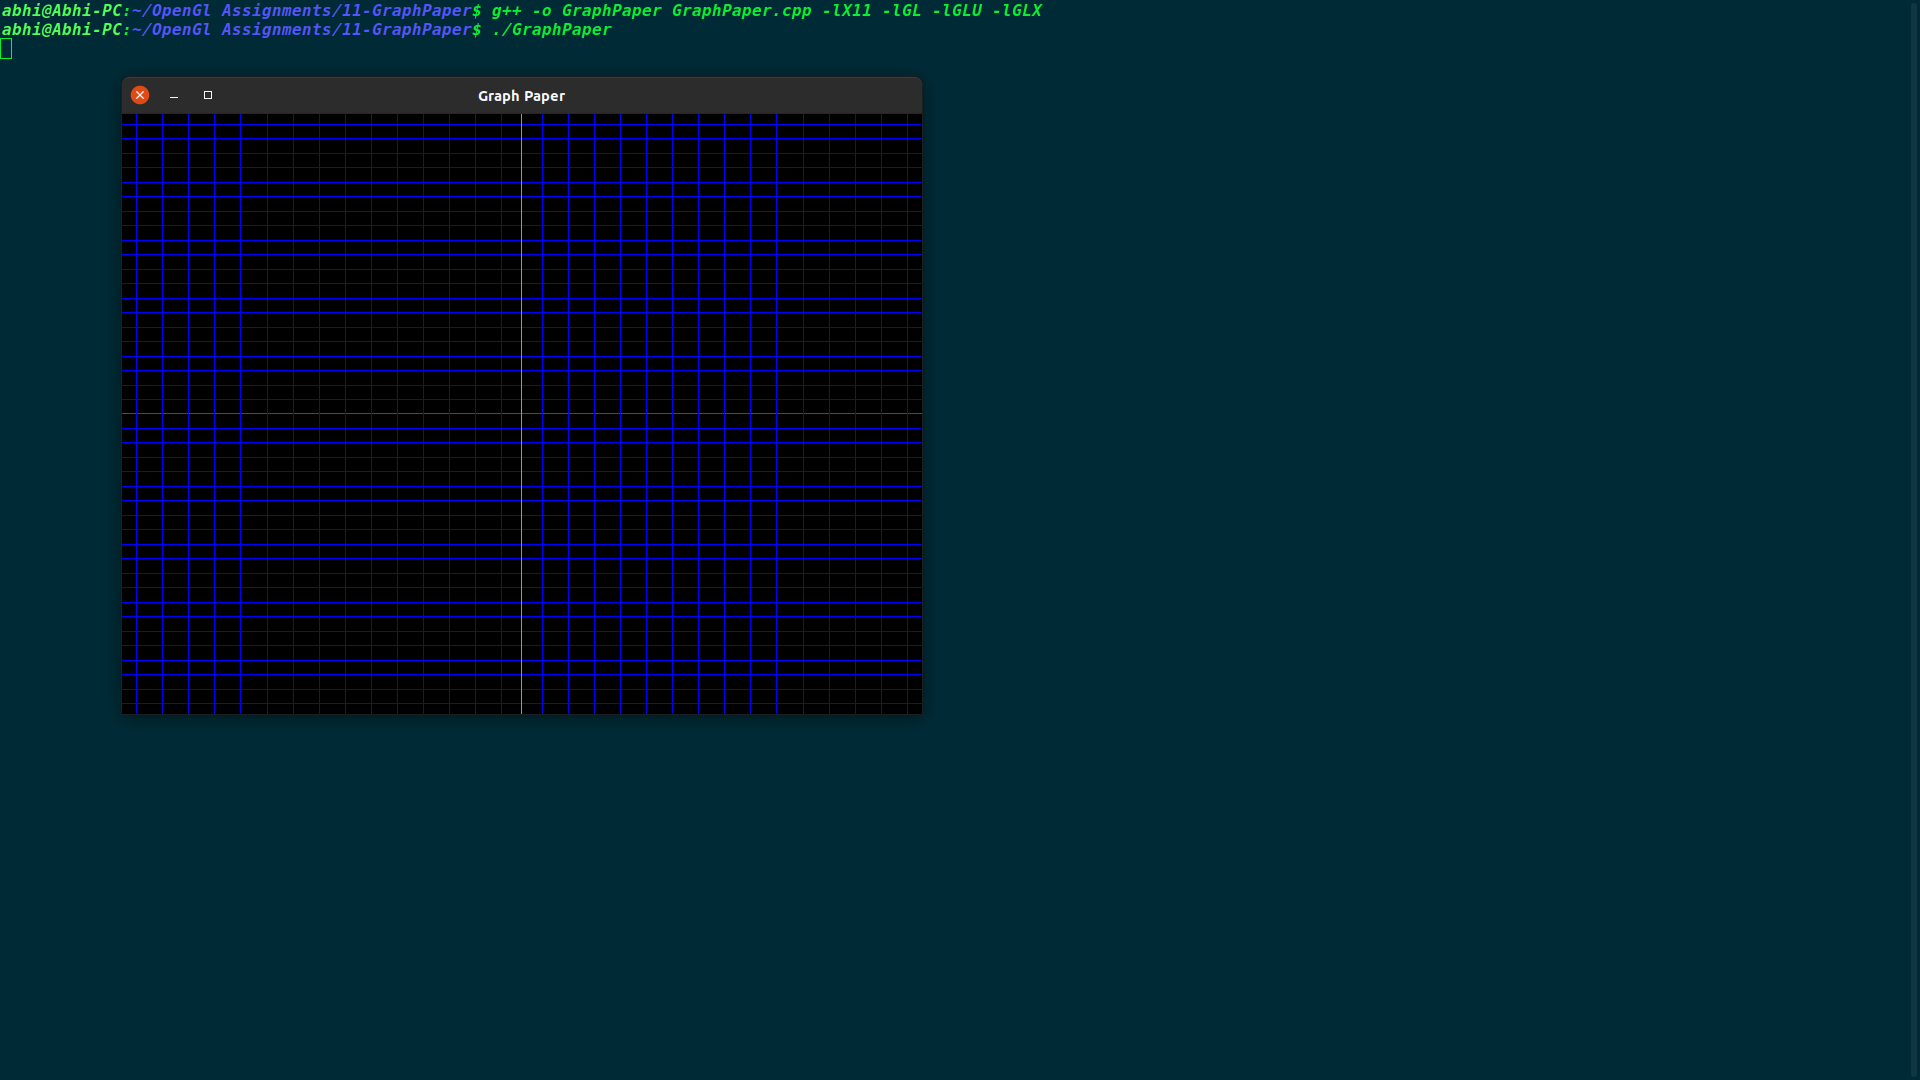 abhi@Abhi-PC:~/OpenGl Assignments/11-GraphPaper$ g++ -o GraphPaper GraphPaper.cpp -lX11 -lGL -lGLU -lGLX
abhi@Abhi-PC:~/OpenGl Assignments/11-GraphPaper$ ./GraphPaper
Graph Paper